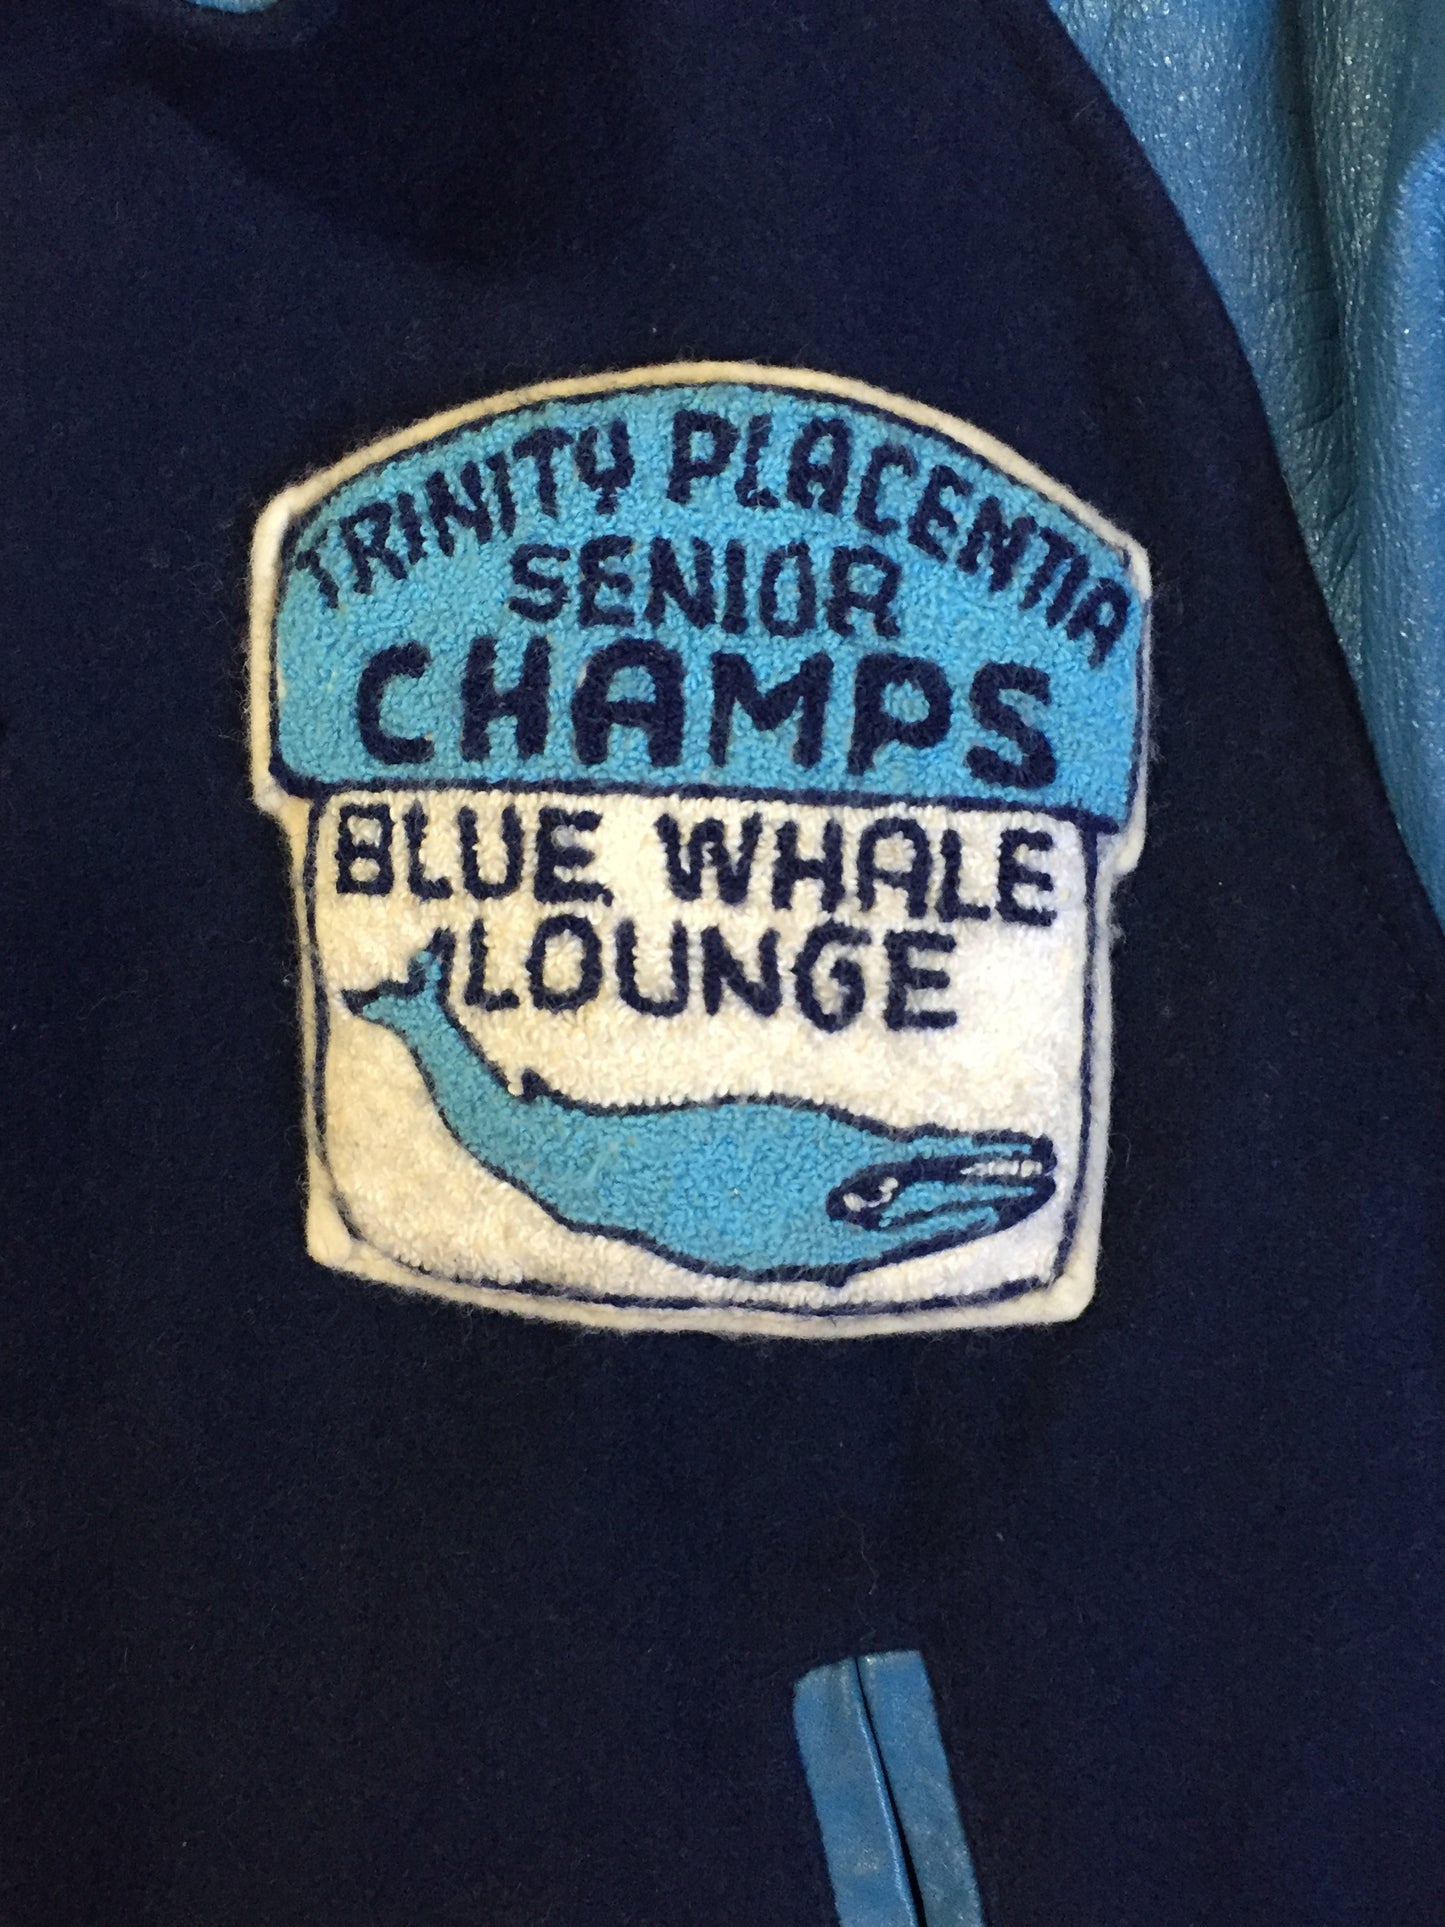 TRINITY PLACENTIA
SENIOR
CHAMPS
BLUE WHALE
LOUNGE